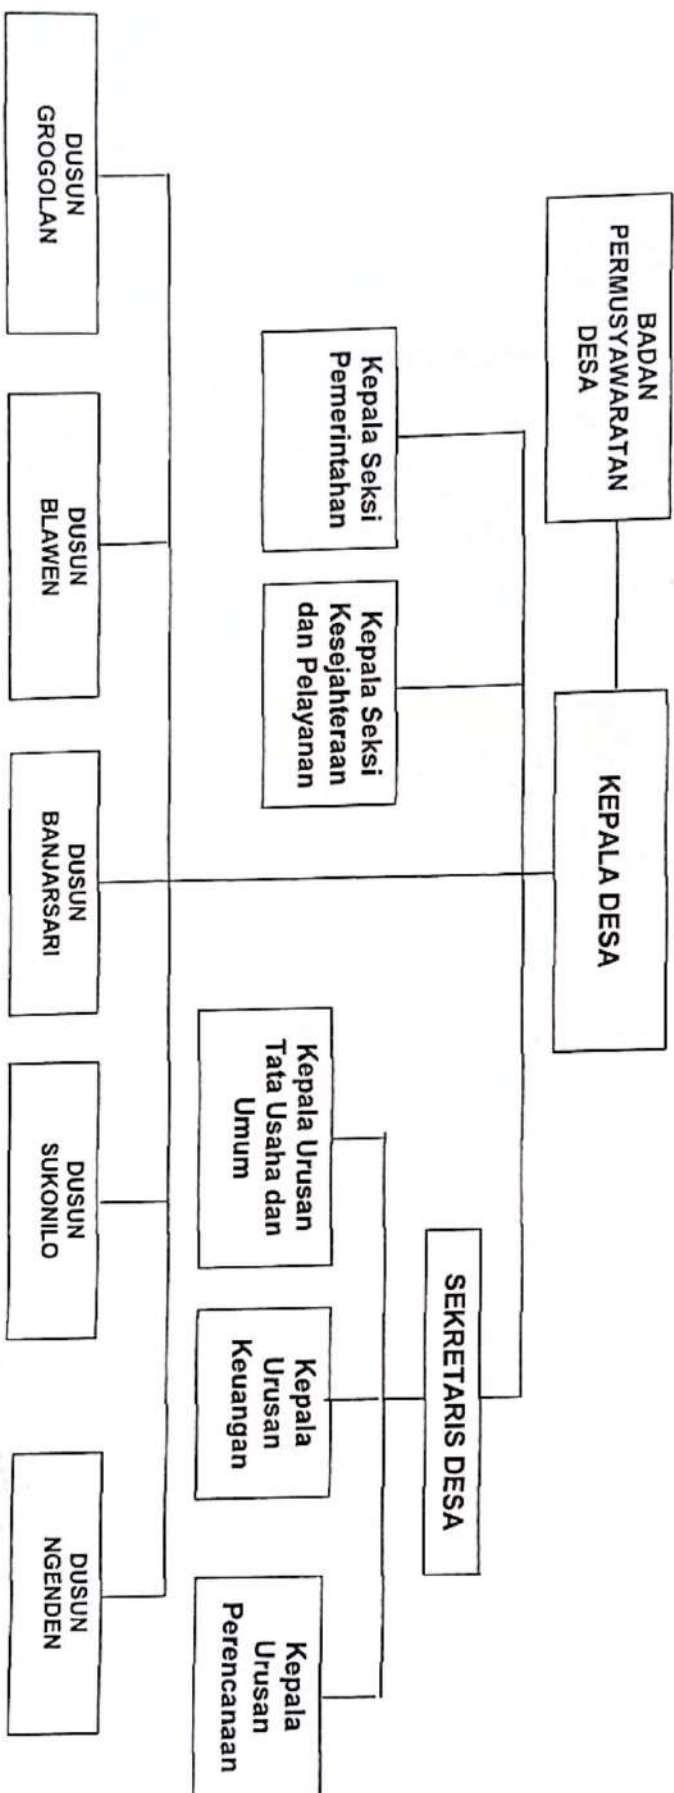 BADAN
PERMUSYAWARATAN
DESA
KEPALA DESA
SEKRETARIS DESA
Kepala Seksi
Pemerintahan
Kepala Seksi
Kesejahteraan
dan Pelayanan
Kepala Urusan
Tata Usaha dan
Umum
Kepala
Urusan
Keuangan
Kepala
Urusan
Perencanaan
DUSUN
GROGOLAN
DUSUN
BLAWEN
DUSUN
BANJARSARI
DUSUN
SUKONILO
DUSUN
NGENDEN